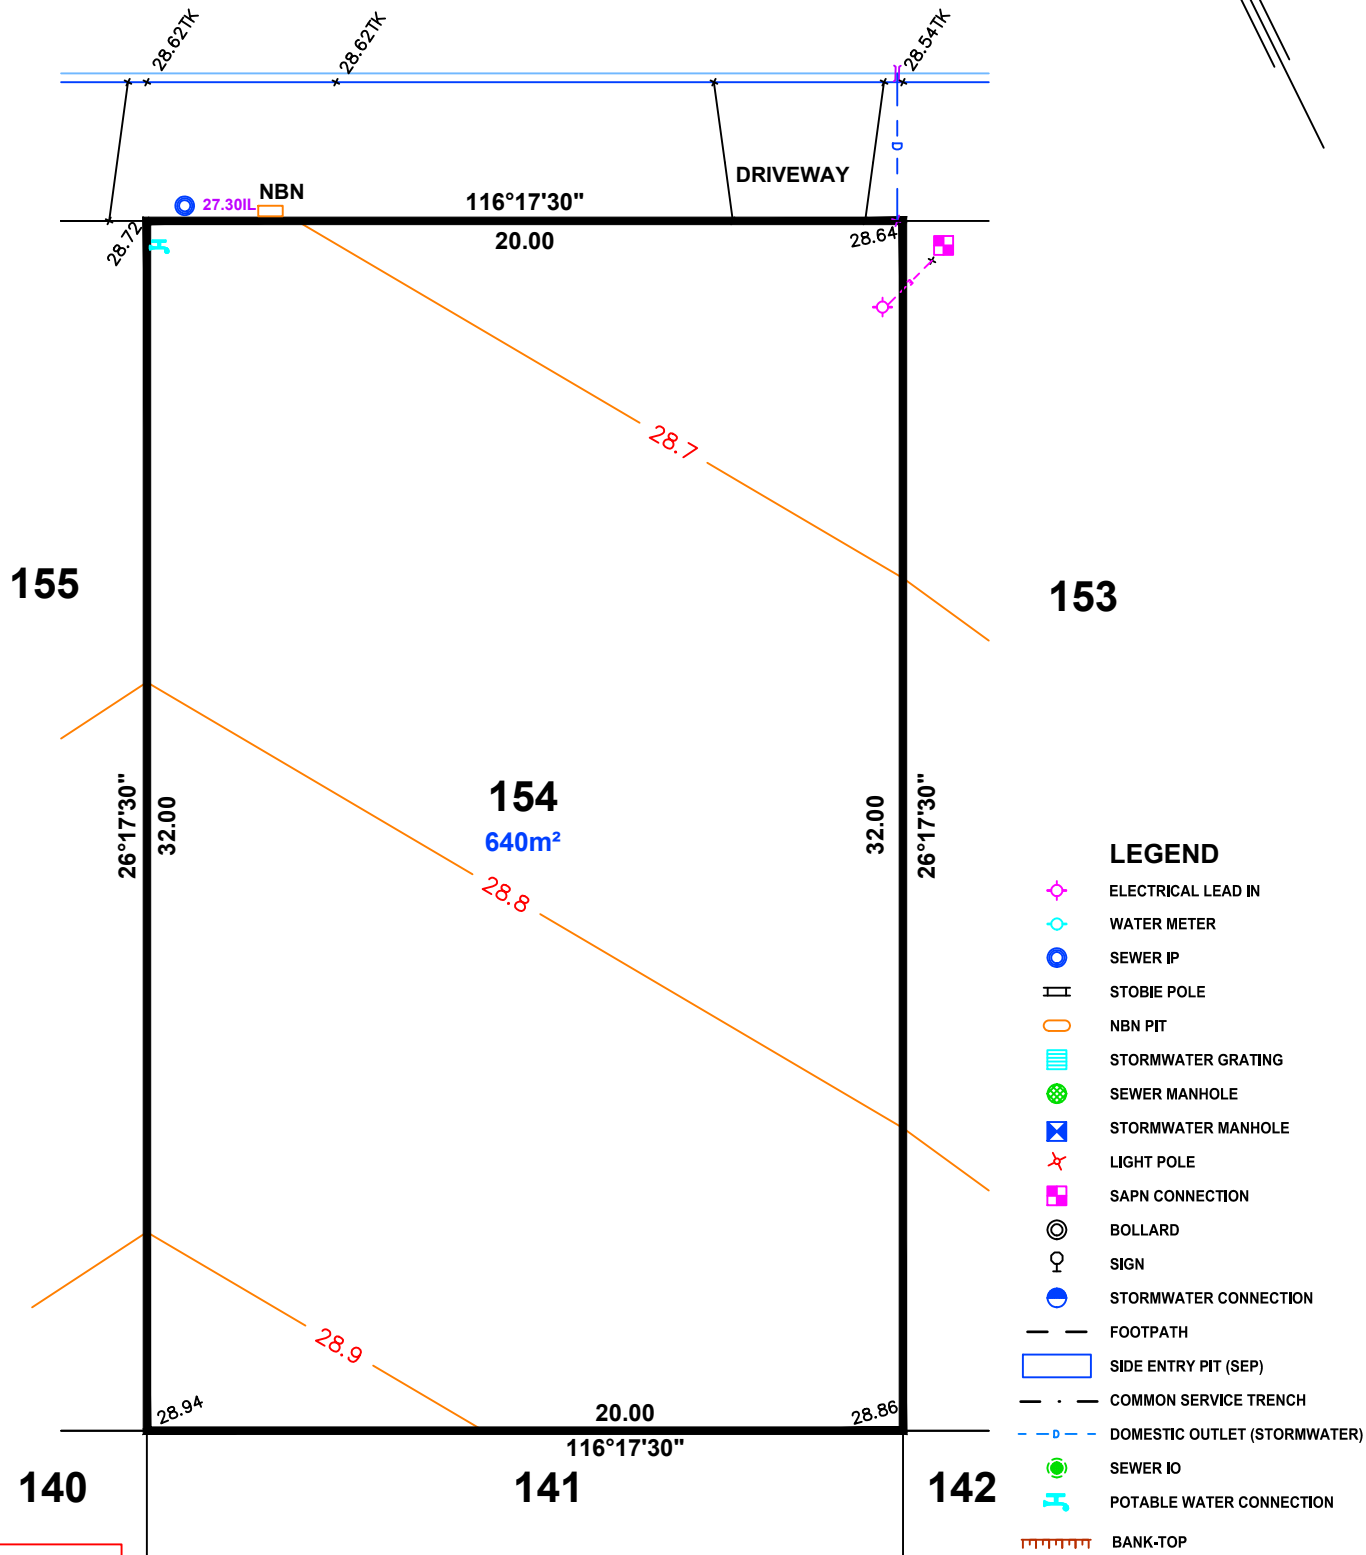 28.62TK
28.62TK
28.54TK
D
DRIVEWAY
NBN
27.30IL
116°17'30"
20.00
28.72
28.64
28.7
155
153
154
640m²
26°17'30"
32.00
32.00
26°17'30"
28.8
28.9
28.94
20.00
28.86
116°17'30"
140
141
142
LEGEND
ELECTRICAL LEAD IN
WATER METER
SEWER IP
STOBIE POLE
NBN PIT
STORMWATER GRATING
SEWER MANHOLE
STORMWATER MANHOLE
LIGHT POLE
SAPN CONNECTION
BOLLARD
SIGN
STORMWATER CONNECTION
FOOTPATH
SIDE ENTRY PIT (SEP)
COMMON SERVICE TRENCH
D DOMESTIC OUTLET (STORMWATER)
SEWER IO
POTABLE WATER CONNECTION
BANK-TOP